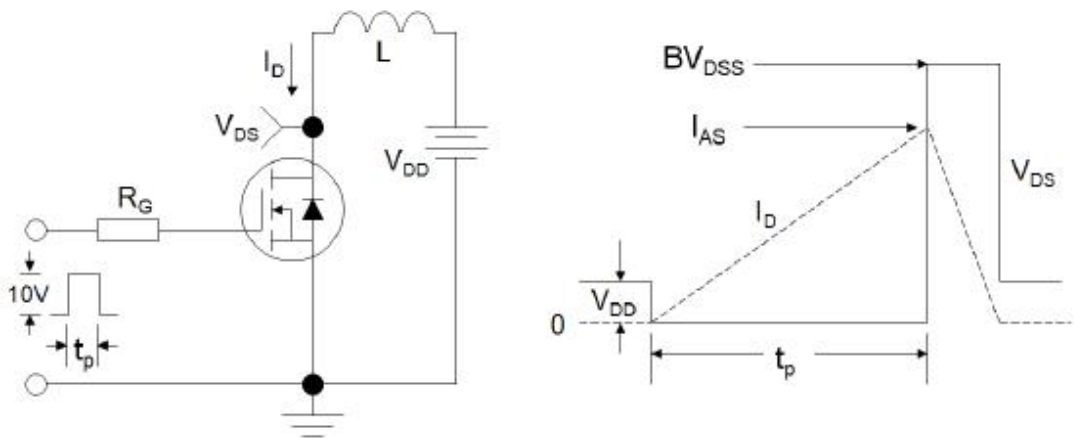 L
I_D
V_DS
V_DD
R_G
10V
t_p
BV_DSS
I_AS
V_DS
I_D
V_DD
0
t_p